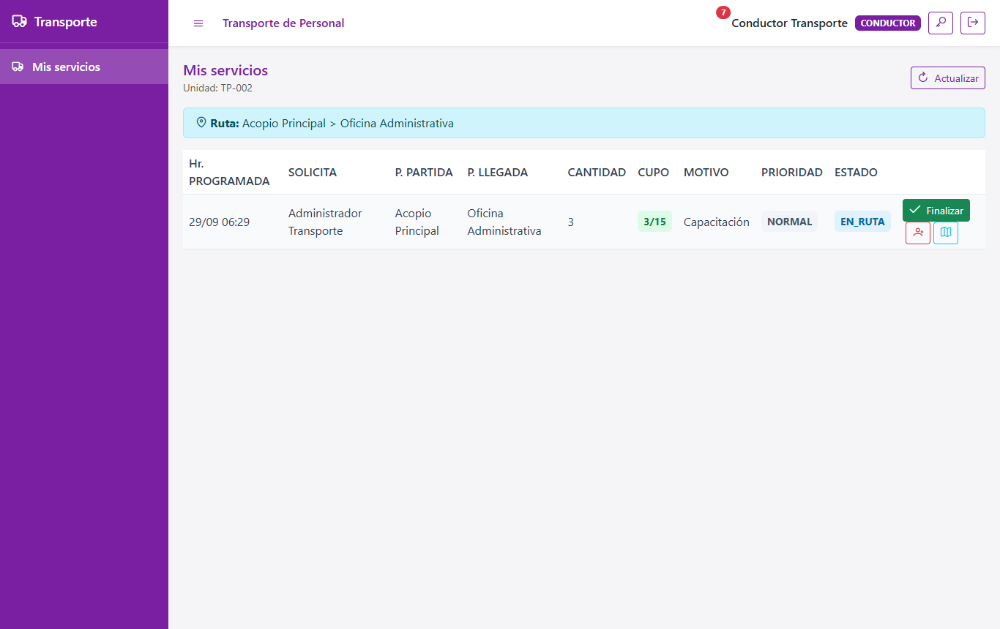 Transporte
Mis servicios
Transporte de Personal
7
Conductor Transporte
CONDUCTOR
Mis servicios
Unidad: TP-002
Actualizar
Ruta: Acopio Principal > Oficina Administrativa
Hr. PROGRAMADA
SOLICITA
P. PARTIDA
P. LLEGADA
CANTIDAD
CUPO
MOTIVO
PRIORIDAD
ESTADO
29/09 06:29
Administrador
Transporte
Acopio
Principal
Oficina
Administrativa
3
3/15
Capacitación
NORMAL
EN_RUTA
Finalizar